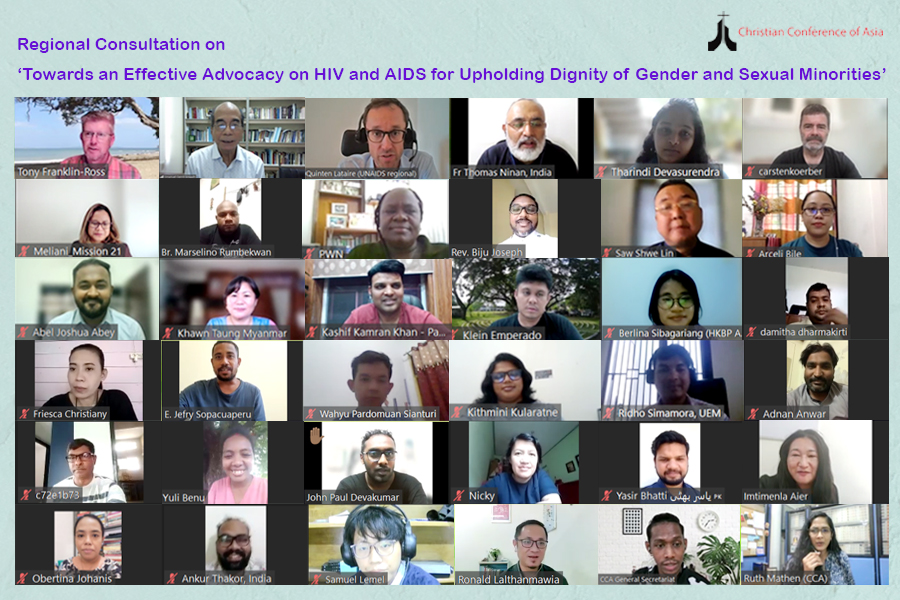 Christian Conference of Asia
Regional Consultation on
‘Towards an Effective Advocacy on HIV and AIDS for Upholding Dignity of Gender and Sexual Minorities’
Tony Franklin-Ross
Quinten Lataire (UNAIDS regional)
Fr Thomas Ninan, India
Tharindi Devasurendra
carstenkoerber
Meliani_Mission 21
Br. Marselino Rumbekwan
PWN
Rev. Biju Joseph
Saw Shwe Lin
Arceli Bile
Abel Joshua Abey
Khawn Taung Myanmar
Kashif Kamran Khan - Pa...
Klein Emperado
Berlina Sibagariang (HKBP A
damitha dharmakirti
Friesca Christiany
E. Jefry Sopacuaperu
Wahyu Pardomuan Sianturi
Kithmini Kularatne
Ridho Simamora, UEM
Adnan Anwar
c72e1b73
Yuli Benu
John Paul Devakumar
Nicky
Yasir Bhatti یاسر بھٹی PK
Imtimenla Aier
Obertina Johanis
Ankur Thakor, India
Samuel Lemel
Ronald Lalthanmawia
CCA General Secretariat
Ruth Mathen (CCA)